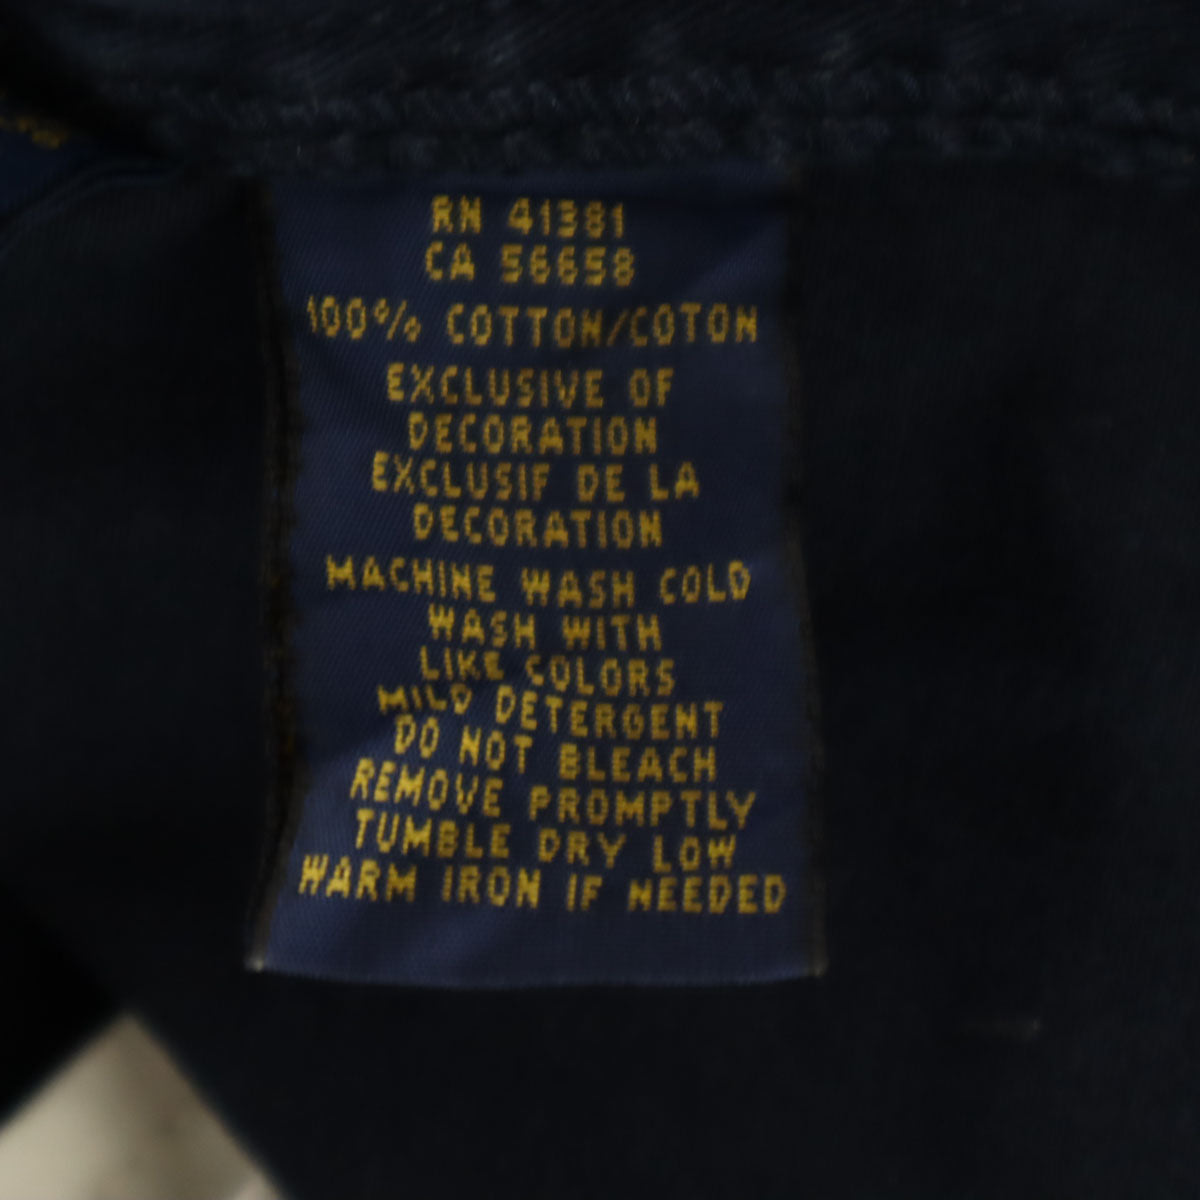 RN 41381
CA 56658
100% COTTON/COTON
EXCLUSIVE OF
DECORATION
EXCLUSIF DE LA
DECORATION
MACHINE WASH COLD
WASH WITH
LIKE COLORS
MILD DETERGENT
DO NOT BLEACH
REMOVE PROMPTLY
TUMBLE DRY LOW
WARM IRON IF NEEDED